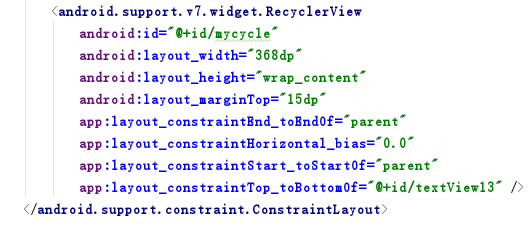 <android.support.v7.widget.RecyclerView
android:id="@+id/mycycle"
android:layout_width="368dp"
android:layout_height="wrap_content"
android:layout_marginTop="15dp"
app:layout_constraintEnd_toEndOf="parent"
app:layout_constraintHorizontal_bias="0.0"
app:layout_constraintStart_toStartOf="parent"
app:layout_constraintTop_toBottomOf="@+id/textView13" />
</android.support.constraint.ConstraintLayout>